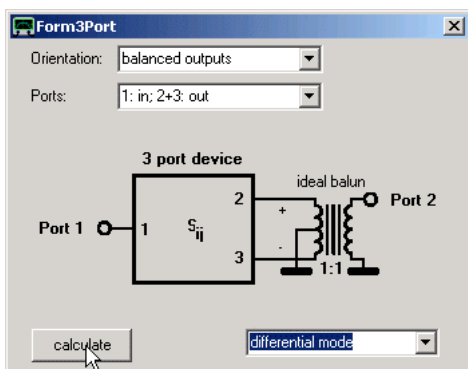 Form3Port
Orientation: balanced outputs
Ports: 1: in; 2+3: out
3 port device
ideal balun
2
Port 2
+
Port 1
1
Sij
-
3
1:1
calculate
differential mode